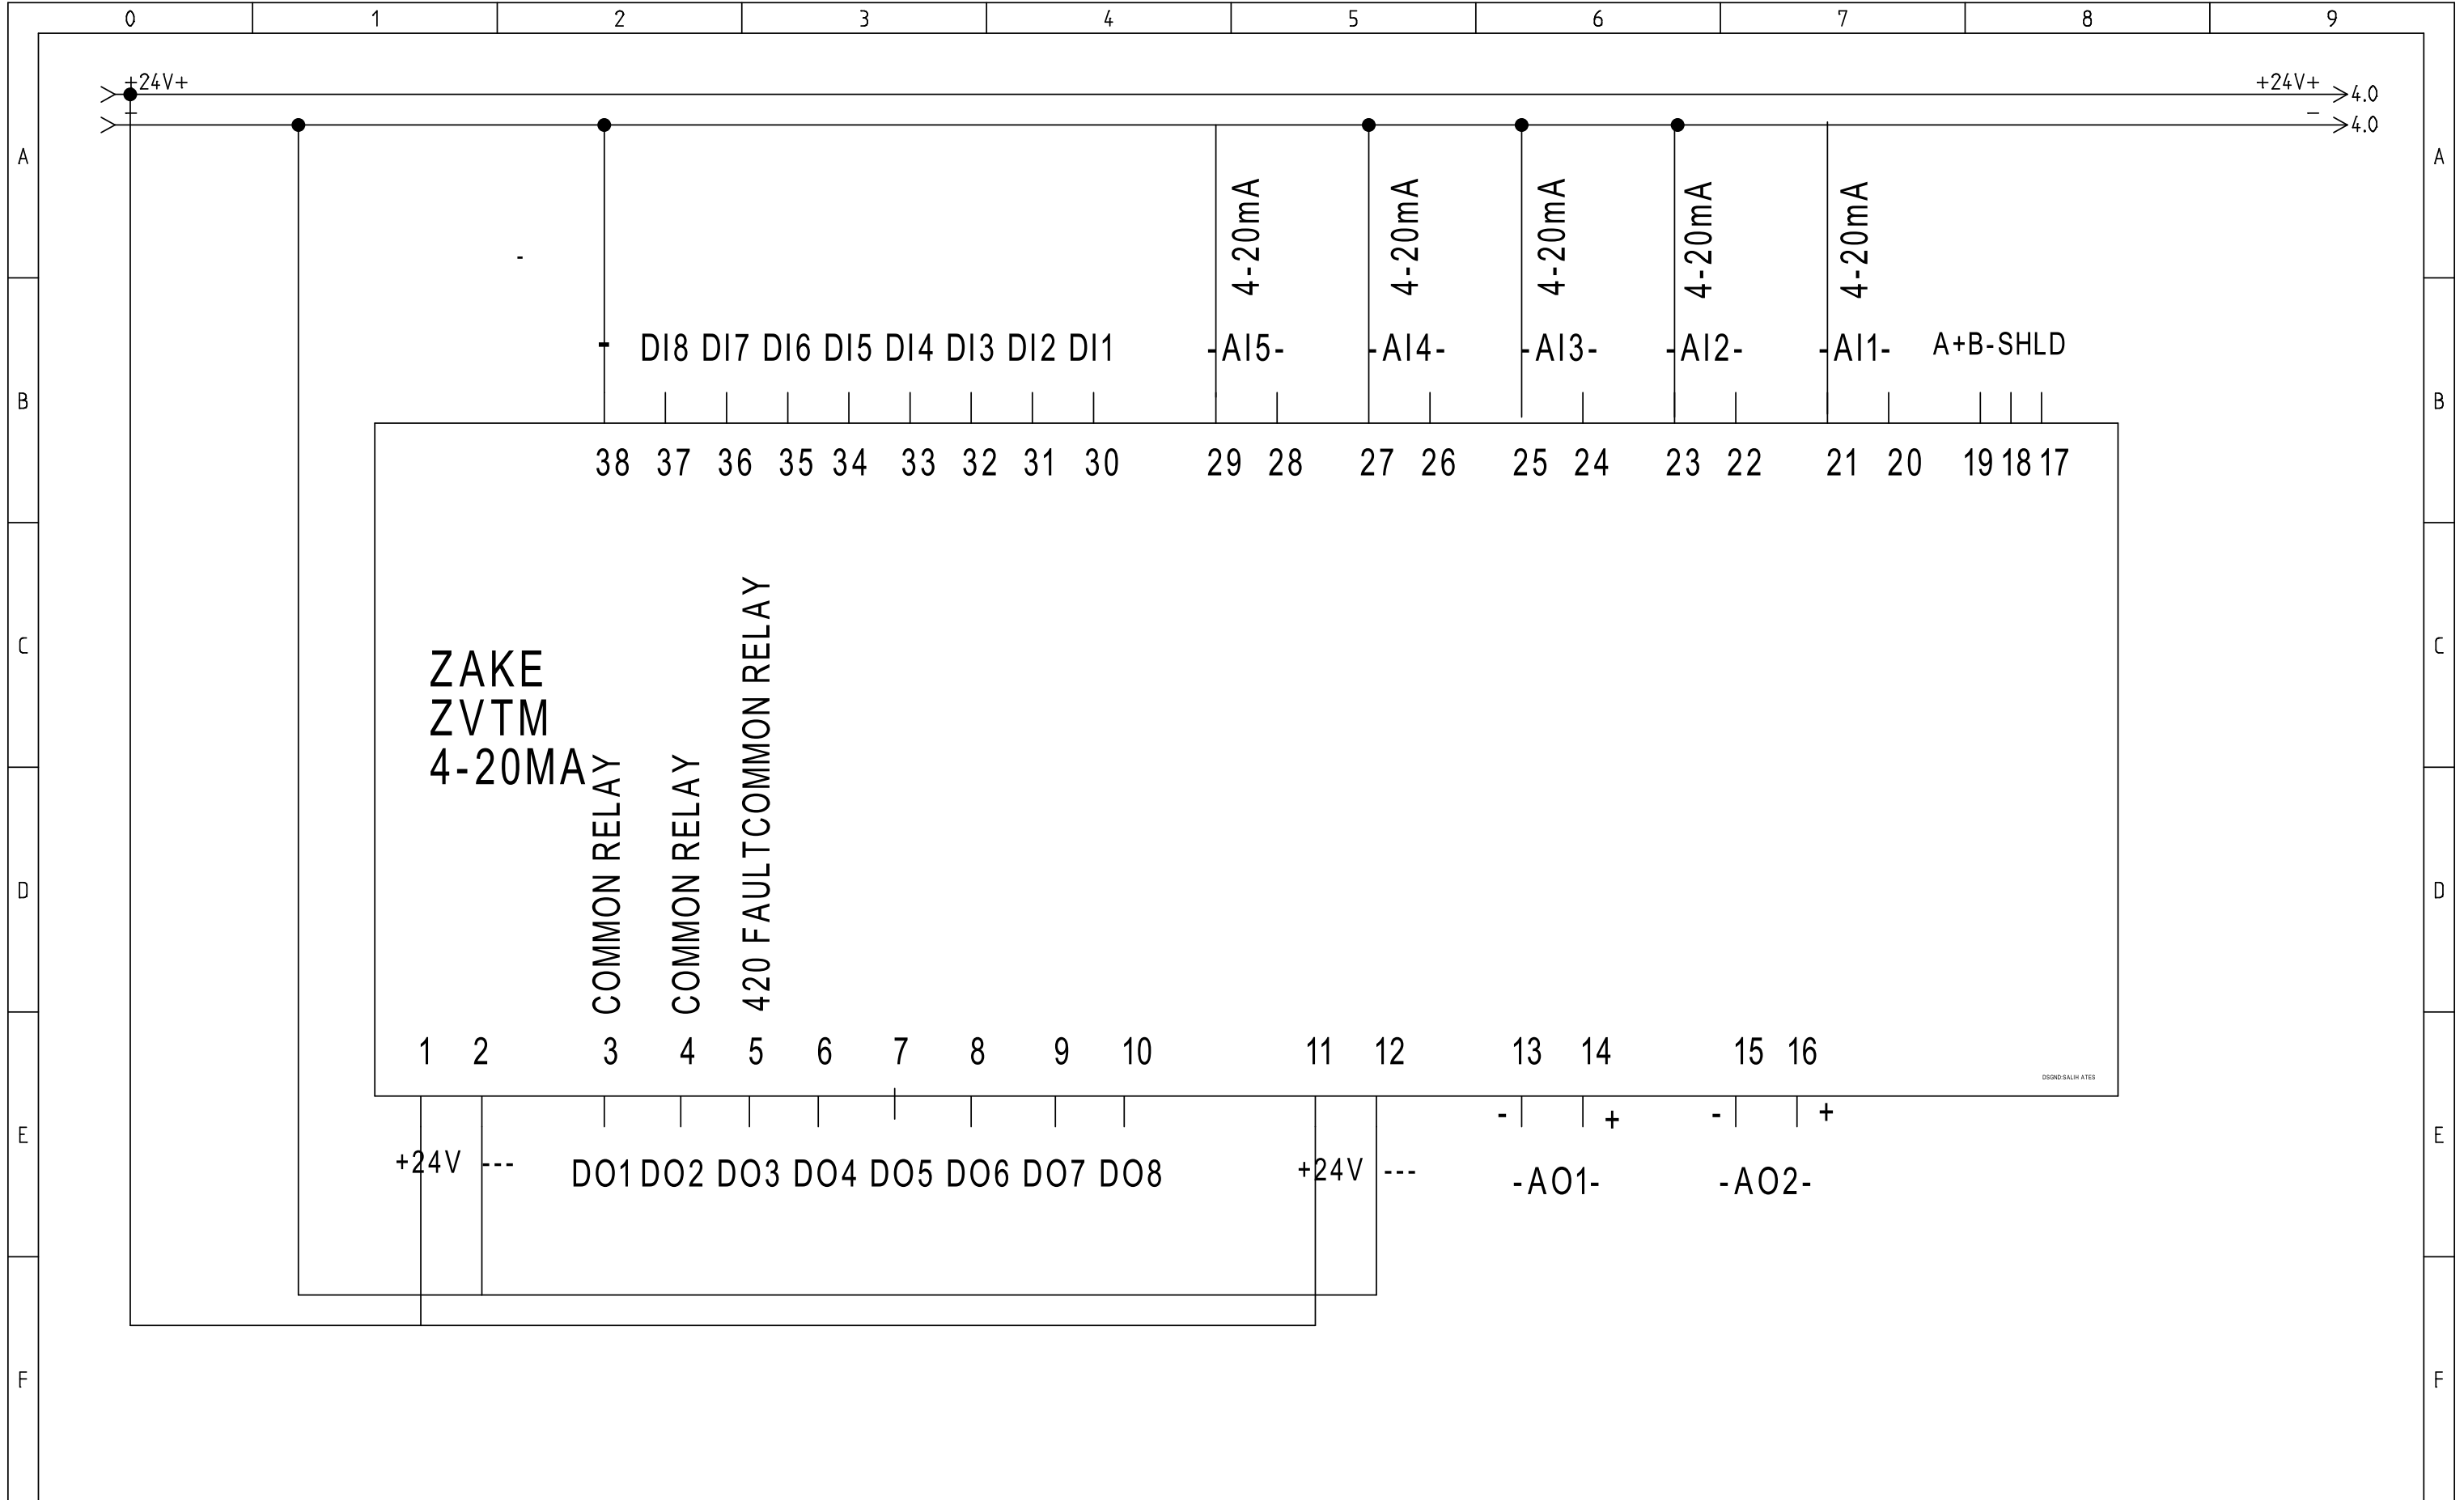 0 1 2 3 4 5 6 7 8 9
+24V+ +24V+ 4.0
- 4.0
A A
4-20mA 4-20mA 4-20mA 4-20mA 4-20mA
-
- DI8 DI7 DI6 DI5 DI4 DI3 DI2 DI1 -AI5- -AI4- -AI3- -AI2- -AI1- A+B-SHLD
B B
38 37 36 35 34 33 32 31 30 29 28 27 26 25 24 23 22 21 20 19 18 17
C C
ZAKE
ZVTM
4-20MA
COMMON RELAY
COMMON RELAY
420 FAULTCOMMON RELAY
D D
1 2 3 4 5 6 7 8 9 10 11 12 13 14 15 16
DSGND:SALIH ATES
- + - +
E E
+24V --- DO1 DO2 DO3 DO4 DO5 DO6 DO7 DO8 +24V --- -AO1- -AO2-
F F